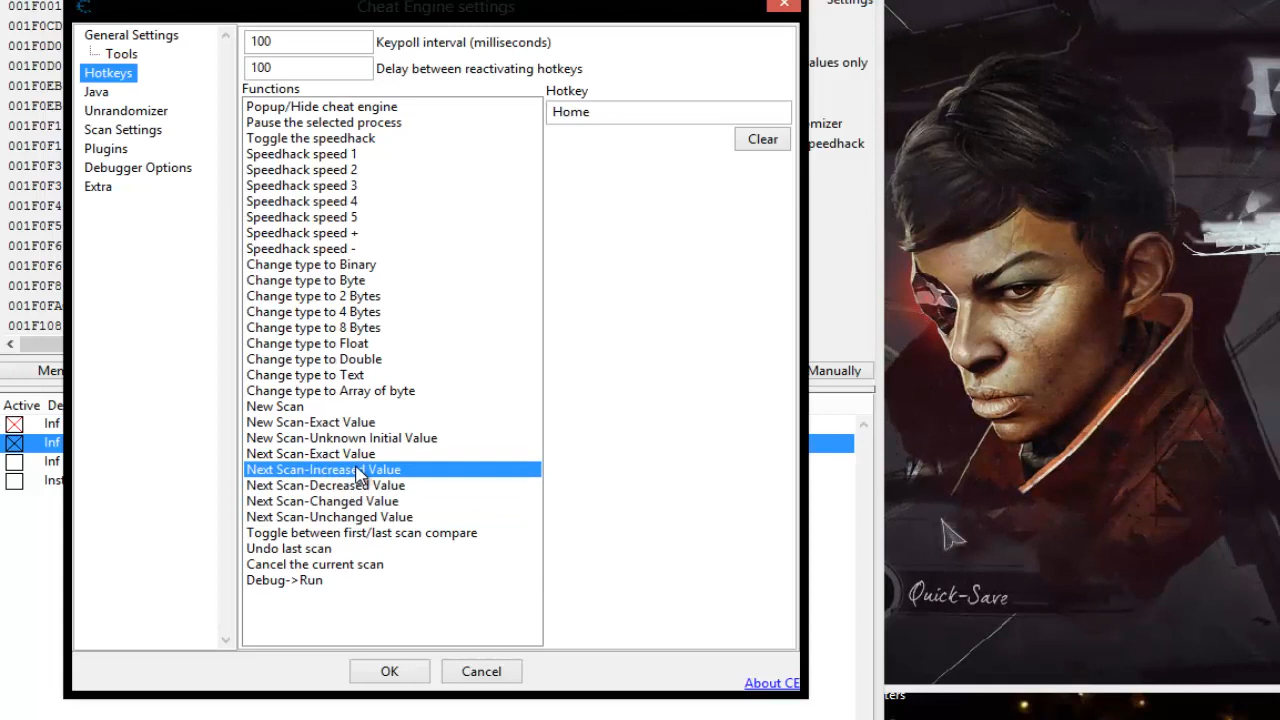 001F001
001F0CD
001F0D0
001F0D0
001F0EB
001F0EB
001F0F1
001F0F1
001F0F3
001F0F3
001F0F4
001F0F5
001F0F6
001F0F6
001F0F8
001F0FA
001F108
Cheat Engine settings
Settings
General Settings
Tools
Hotkeys
Java
Unrandomizer
Scan Settings
Plugins
Debugger Options
Extra
100 Keypoll interval (milliseconds)
100 Delay between reactivating hotkeys
Functions
Popup/Hide cheat engine
Pause the selected process
Toggle the speedhack
Speedhack speed 1
Speedhack speed 2
Speedhack speed 3
Speedhack speed 4
Speedhack speed 5
Speedhack speed +
Speedhack speed -
Change type to Binary
Change type to Byte
Change type to 2 Bytes
Change type to 4 Bytes
Change type to 8 Bytes
Change type to Float
Change type to Double
Change type to Text
Change type to Array of byte
New Scan
New Scan-Exact Value
New Scan-Unknown Initial Value
Next Scan-Exact Value
Next Scan-Increased Value
Next Scan-Decreased Value
Next Scan-Changed Value
Next Scan-Unchanged Value
Toggle between first/last scan compare
Undo last scan
Cancel the current scan
Debug->Run
Hotkey
Home
Clear
OK
Cancel
About CE
alues only
mizer
peedhack
Mem
Manually
Active De
Inf
Inf
Inf
Inst
Quick-Save
ters